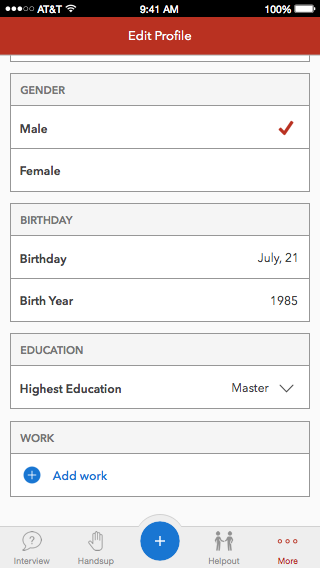 AT&T 9:41 AM 100%
Edit Profile
GENDER
Male
Female
BIRTHDAY
Birthday July, 21
Birth Year 1985
EDUCATION
Highest Education Master
WORK
Add work
Interview Handsup Helpout More